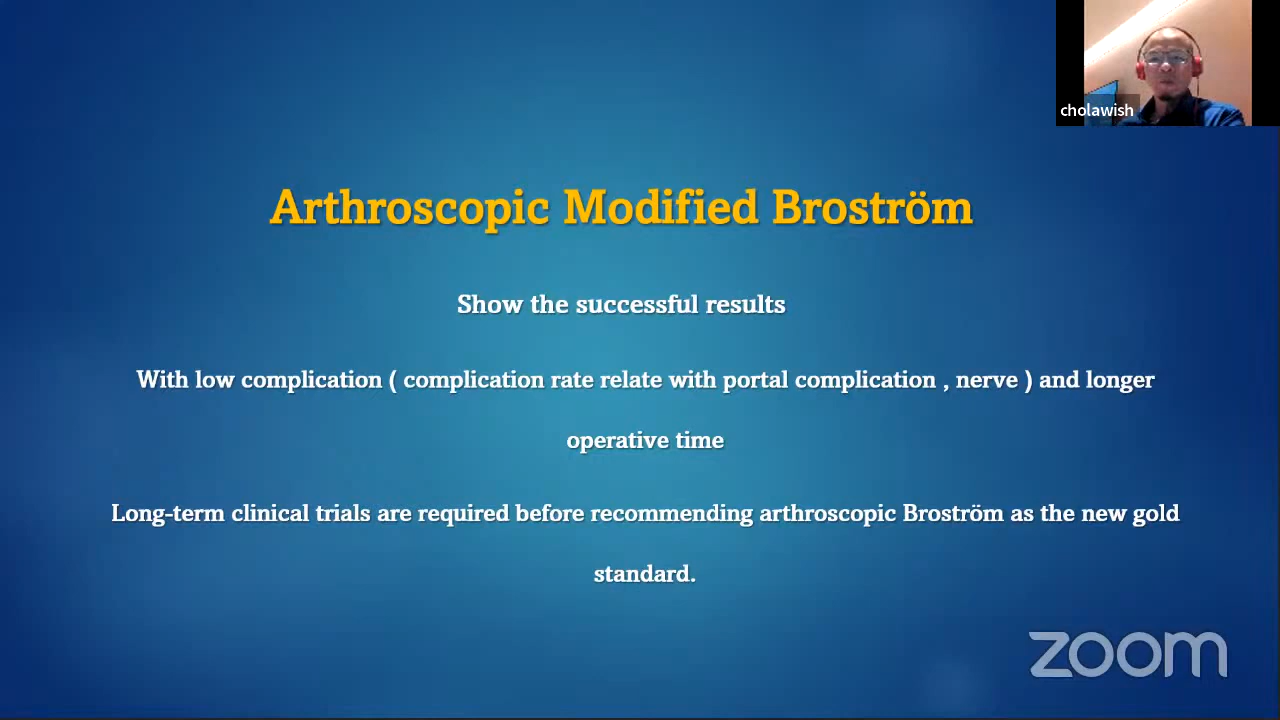 cholawish
Arthroscopic Modified Broström
Show the successful results
With low complication ( complication rate relate with portal complication , nerve ) and longer
operative time
Long-term clinical trials are required before recommending arthroscopic Broström as the new gold
standard.
zoom